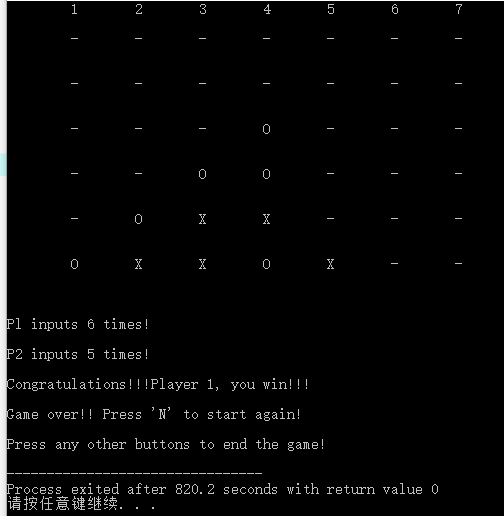 1 2 3 4 5 6 7
- - - - - - -
- - - - - - -
- - - O - - -
- - O O - - -
- O X X - - -
O X X O X - -
P1 inputs 6 times!
P2 inputs 5 times!
Congratulations!!!Player 1, you win!!!
Game over!! Press 'N' to start again!
Press any other buttons to end the game!
--------------------------------
Process exited after 820.2 seconds with return value 0
请按任意键继续. . .